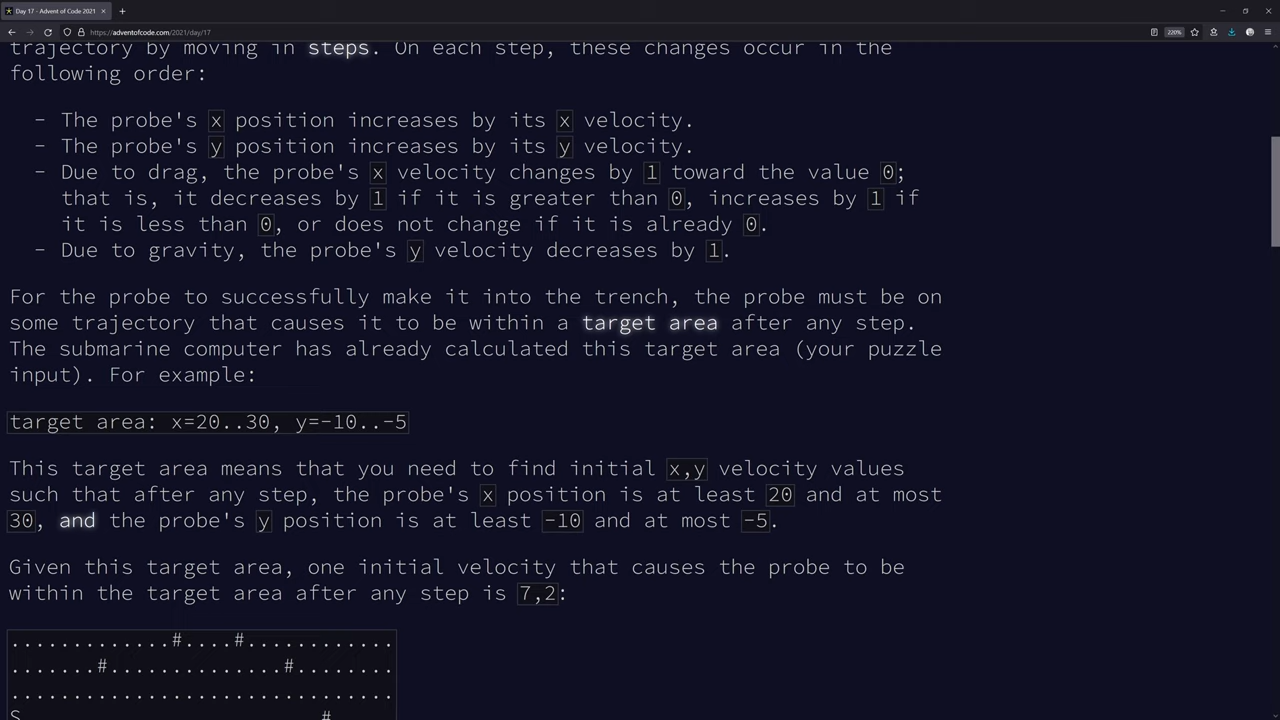 Day 17 - Advent of Code 2021
https://adventofcode.com/2021/day/17
220%
trajectory by moving in steps. On each step, these changes occur in the
following order:
- The probe's x position increases by its x velocity.
- The probe's y position increases by its y velocity.
- Due to drag, the probe's x velocity changes by 1 toward the value 0;
that is, it decreases by 1 if it is greater than 0, increases by 1 if
it is less than 0, or does not change if it is already 0.
- Due to gravity, the probe's y velocity decreases by 1.
For the probe to successfully make it into the trench, the probe must be on
some trajectory that causes it to be within a target area after any step.
The submarine computer has already calculated this target area (your puzzle
input). For example:
target area: x=20..30, y=-10..-5
This target area means that you need to find initial x,y velocity values
such that after any step, the probe's x position is at least 20 and at most
30, and the probe's y position is at least -10 and at most -5.
Given this target area, one initial velocity that causes the probe to be
within the target area after any step is 7,2:
.............#....#............
.......#..............#........
...............................
S........................#.....